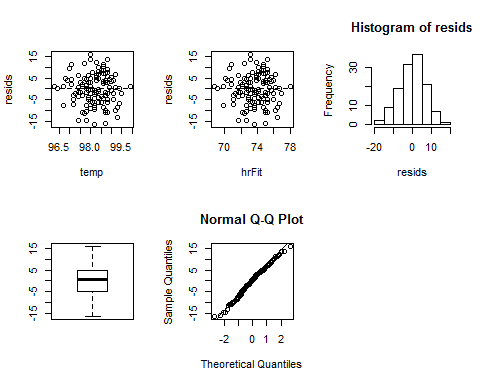 Histogram of resids
resids
-15 -5 5 15
96.5 98.0 99.5
temp
resids
-15 -5 5 15
70 74 78
hrFit
Frequency
0 10 30
-20 0 10
resids
Normal Q-Q Plot
-15 -5 5 15
Sample Quantiles
-15 -5 5 15
-2 0 1 2
Theoretical Quantiles